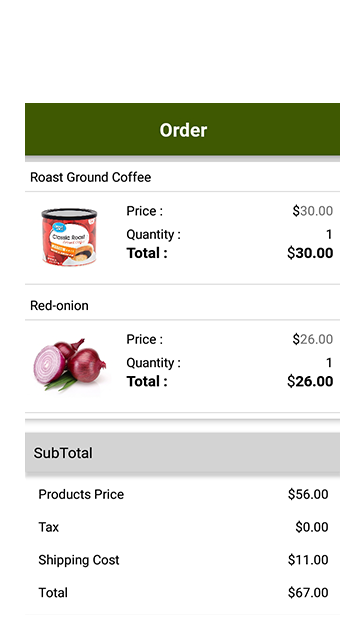 Order
Roast Ground Coffee
Classic Roast
Price : $30.00
Quantity : 1
Total : $30.00
Red-onion
Price : $26.00
Quantity : 1
Total : $26.00
SubTotal
Products Price $56.00
Tax $0.00
Shipping Cost $11.00
Total $67.00